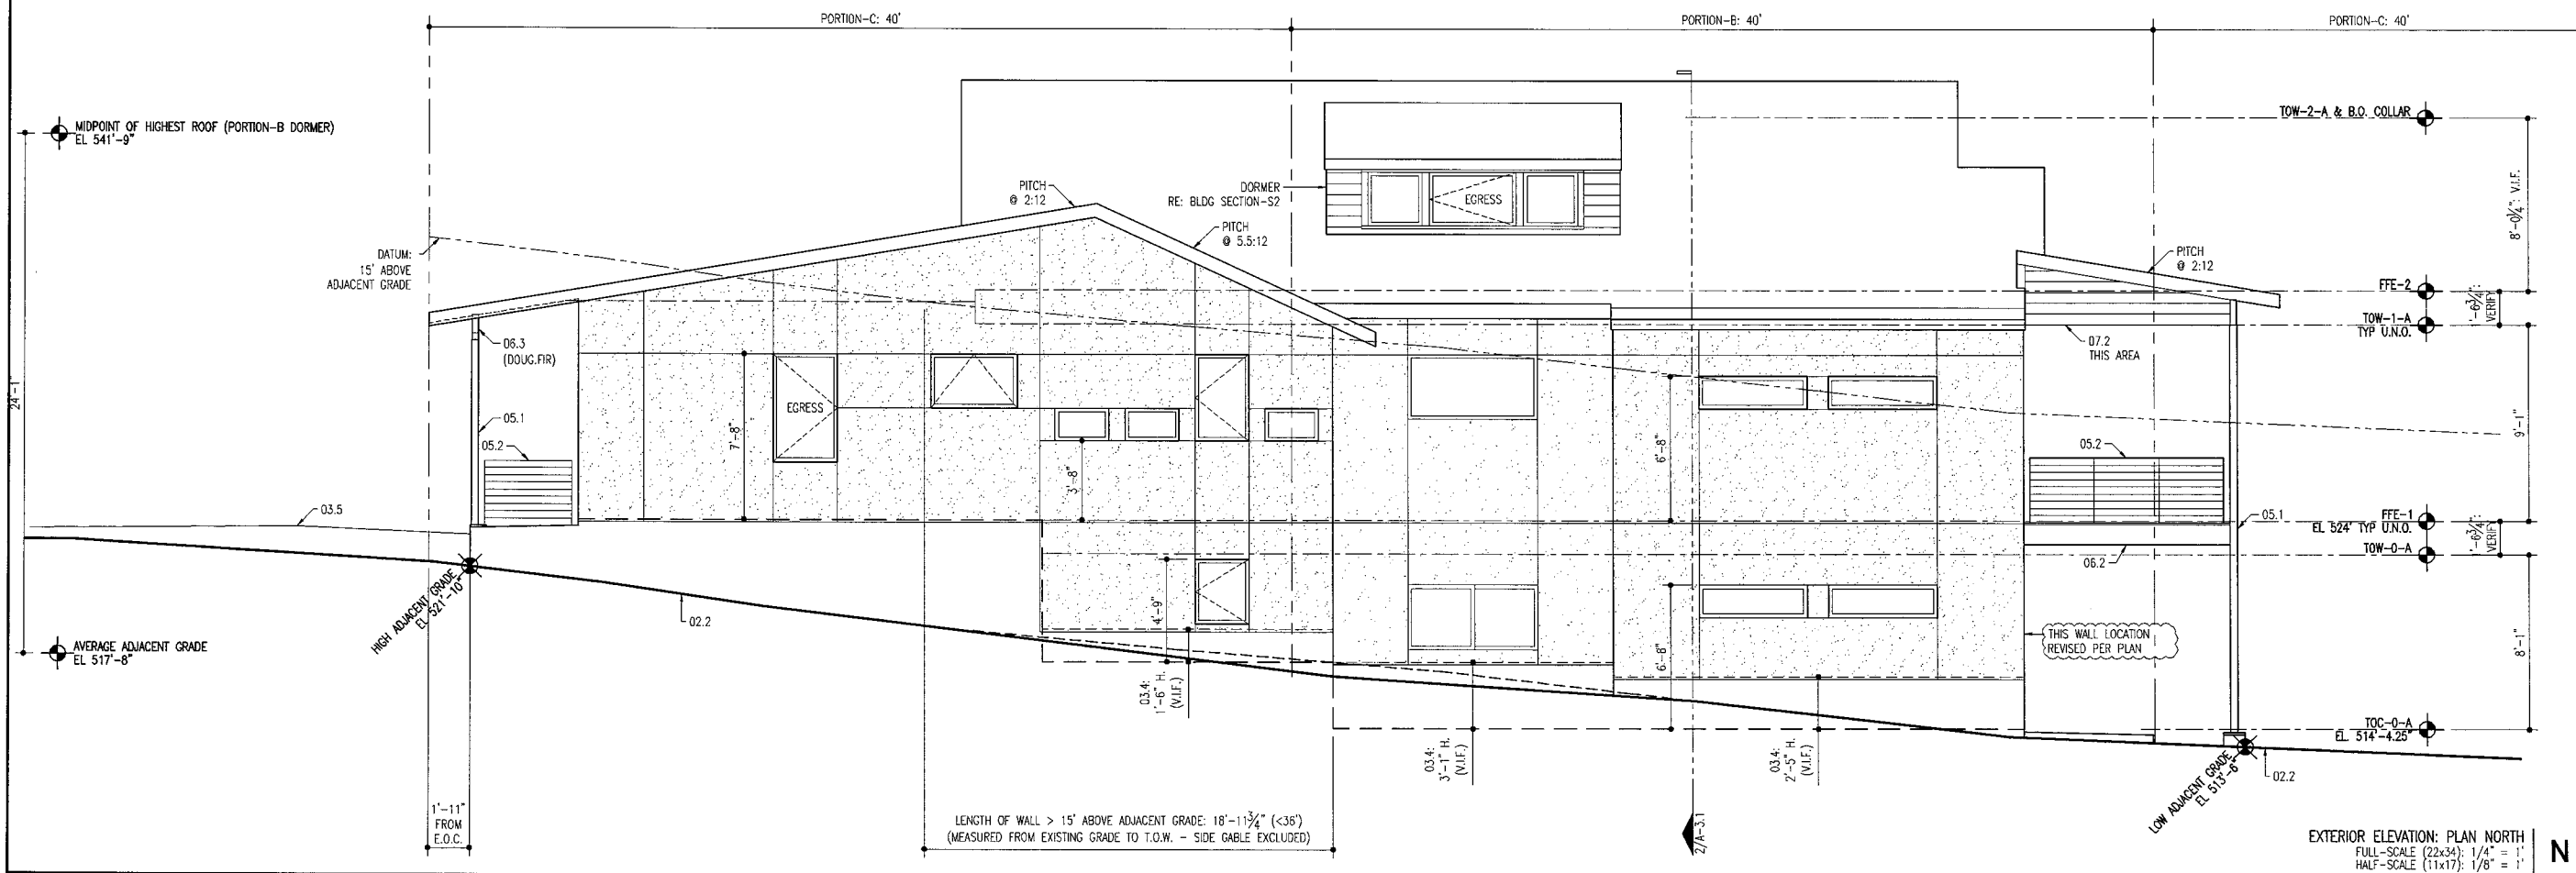 PORTION-C: 40'
PORTION-B: 40'
PORTION-C: 40'
MIDPOINT OF HIGHEST ROOF (PORTION-B DORMER)
EL 541'-9"
TOW-2-A & B.O. COLLAR
PITCH
@ 2:12
DORMER
RE: BLDG SECTION-S2
EGRESS
8'-0¼": V.I.F.
PITCH
@ 5.5:12
DATUM:
15' ABOVE
ADJACENT GRADE
PITCH
@ 2:12
FFE-2
1'-6¾":
VERIFY
TOW-1-A
TYP U.N.O.
06.3
(DOUG.FIR)
07.2
THIS AREA
24'-1"
EGRESS
05.1
05.2
7'-8"
3'-8"
6'-8"
05.2
9'-1"
03.5
05.1
FFE-1
EL 524' TYP U.N.O.
1'-6¾":
VERIFY
TOW-0-A
06.2
HIGH ADJACENT GRADE
EL 521'-10"
02.2
4'-9"
6'-8"
THIS WALL LOCATION
REVISED PER PLAN
8'-1"
AVERAGE ADJACENT GRADE
EL 517'-8"
03.4:
1'-6" H.
(V.I.F.)
03.4:
3'-1" H.
(V.I.F.)
03.4:
2'-5" H.
(V.I.F.)
TOC-0-A
EL 514'-4.25"
LOW ADJACENT GRADE
EL 513'-6"
02.2
1'-11"
FROM
E.O.C.
LENGTH OF WALL > 15' ABOVE ADJACENT GRADE: 18'-11¾" (<36')
(MEASURED FROM EXISTING GRADE TO T.O.W. - SIDE GABLE EXCLUDED)
2/A-3.1
EXTERIOR ELEVATION: PLAN NORTH
FULL-SCALE (22x34): 1/4" = 1'
HALF-SCALE (11x17): 1/8" = 1'
N